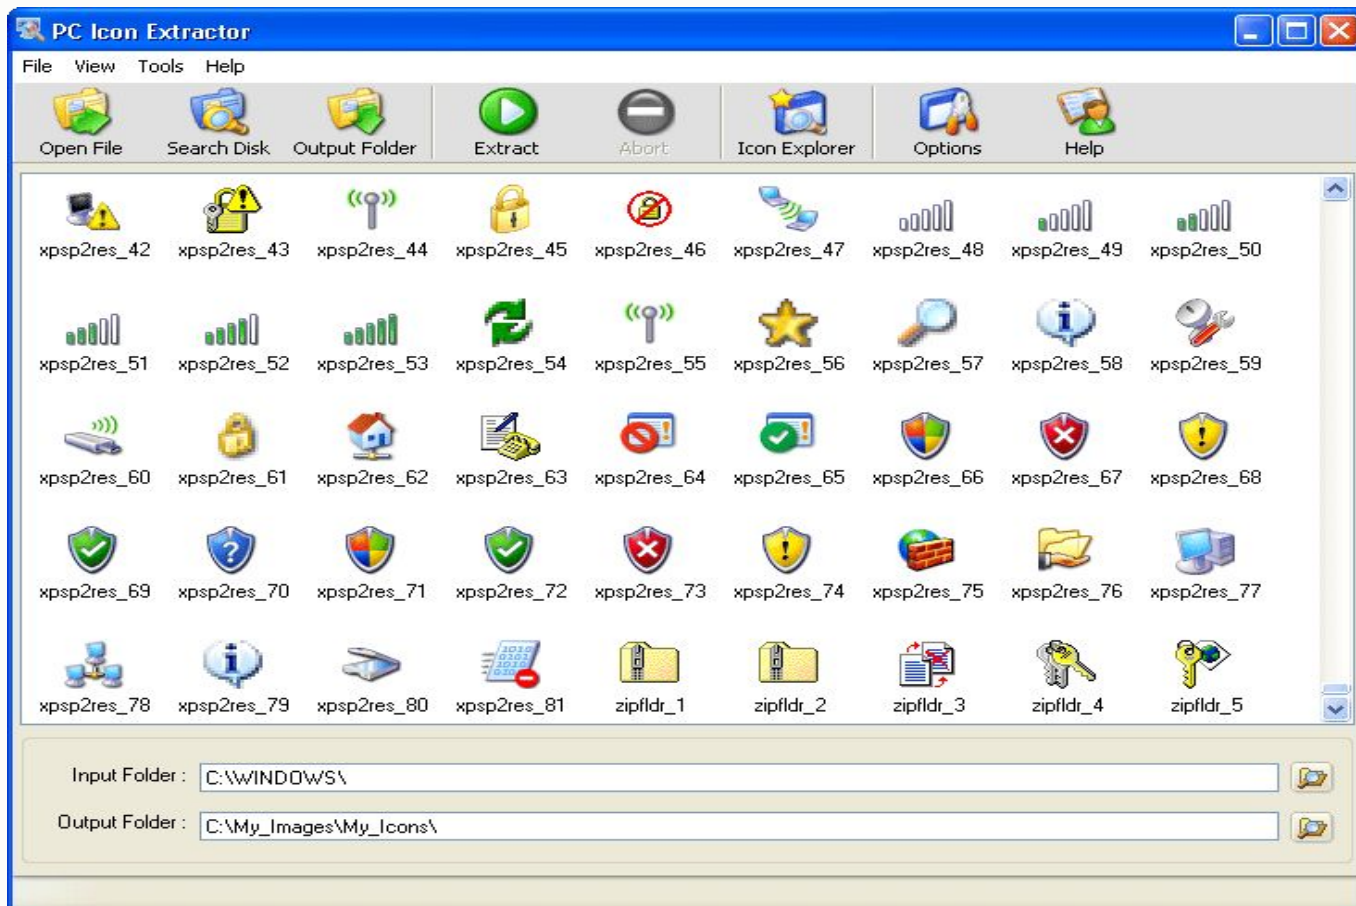 PC Icon Extractor
File View Tools Help
Open File Search Disk Output Folder Extract Abort Icon Explorer Options Help
xpsp2res_42 xpsp2res_43 xpsp2res_44 xpsp2res_45 xpsp2res_46 xpsp2res_47 xpsp2res_48 xpsp2res_49 xpsp2res_50
xpsp2res_51 xpsp2res_52 xpsp2res_53 xpsp2res_54 xpsp2res_55 xpsp2res_56 xpsp2res_57 xpsp2res_58 xpsp2res_59
xpsp2res_60 xpsp2res_61 xpsp2res_62 xpsp2res_63 xpsp2res_64 xpsp2res_65 xpsp2res_66 xpsp2res_67 xpsp2res_68
xpsp2res_69 xpsp2res_70 xpsp2res_71 xpsp2res_72 xpsp2res_73 xpsp2res_74 xpsp2res_75 xpsp2res_76 xpsp2res_77
xpsp2res_78 xpsp2res_79 xpsp2res_80 xpsp2res_81 zipfldr_1 zipfldr_2 zipfldr_3 zipfldr_4 zipfldr_5
Input Folder : C:\WINDOWS\
Output Folder : C:\My_Images\My_Icons\